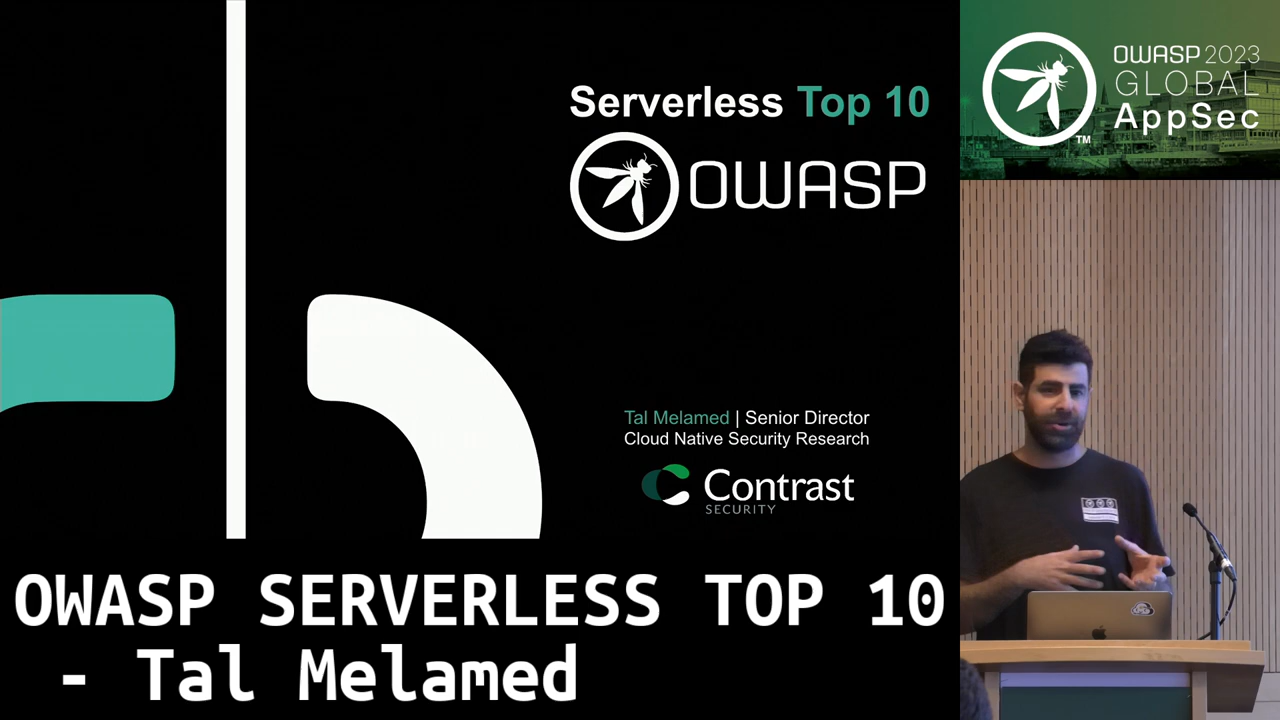 Serverless Top 10
OWASP
Tal Melamed | Senior Director
Cloud Native Security Research
Contrast
SECURITY
OWASP SERVERLESS TOP 10
- Tal Melamed
OWASP 2023
GLOBAL
AppSec
TM